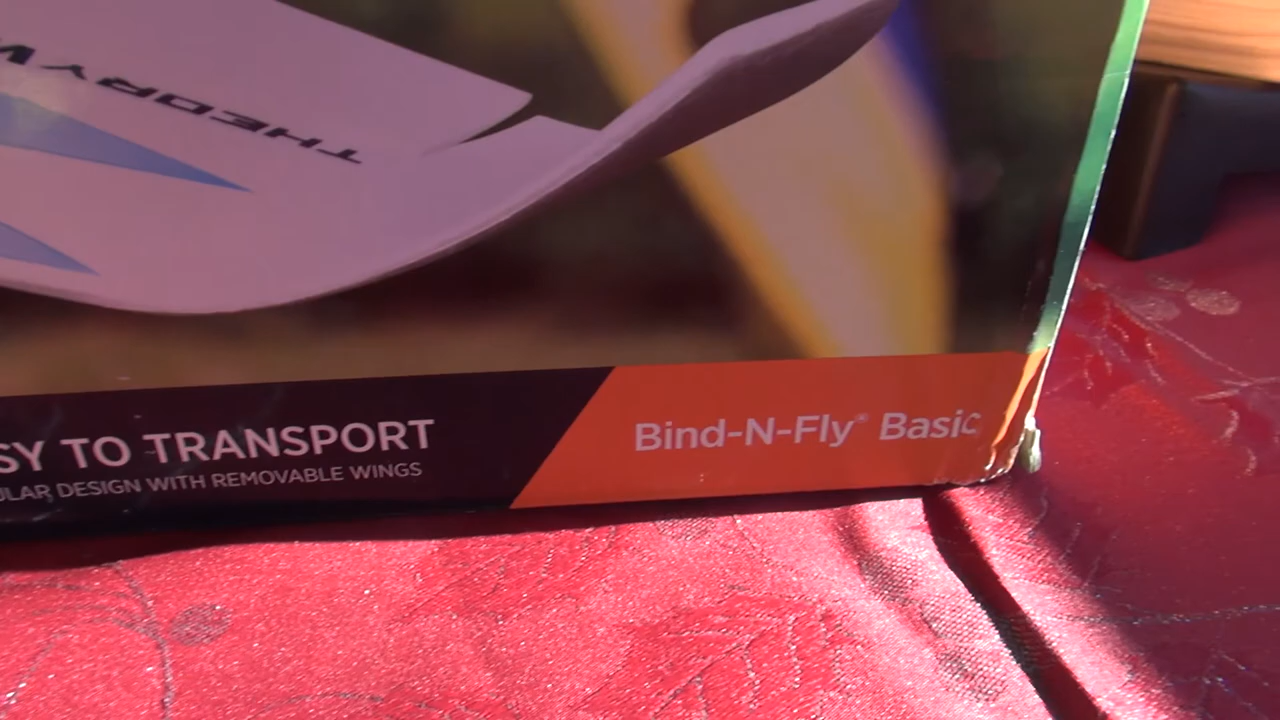 THEORY
SY TO TRANSPORT
ULAR DESIGN WITH REMOVABLE WINGS
Bind-N-Fly® Basic